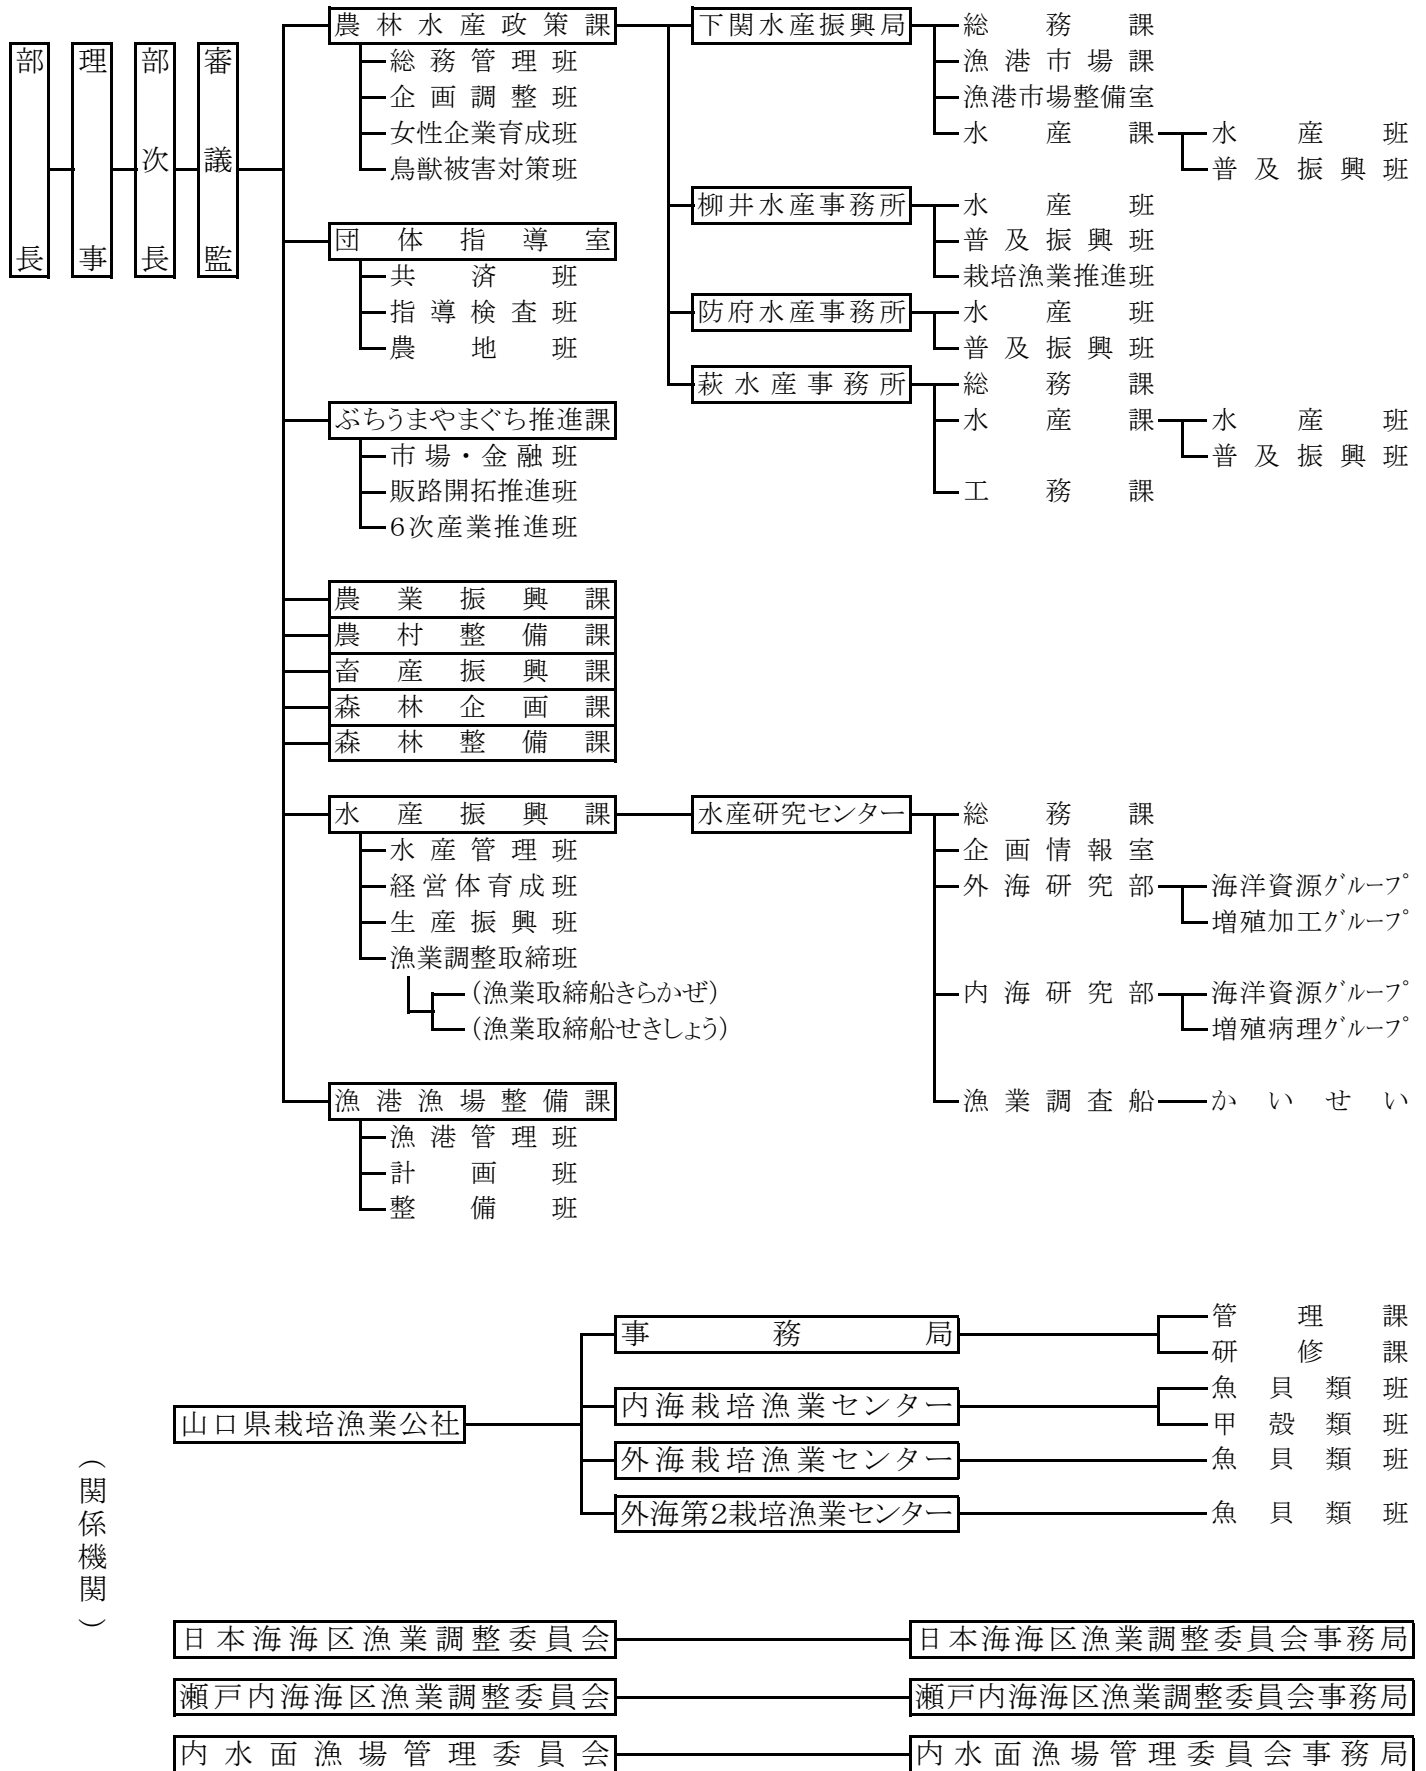 部長
理事
部次長
審議監
農林水産政策課
総務管理班
企画調整班
女性企業育成班
鳥獣被害対策班
団体指導室
共済班
指導検査班
農地班
ぶちうまやまぐち推進課
市場・金融班
販路開拓推進班
6次産業推進班
農業振興課
農村整備課
畜産振興課
森林企画課
森林整備課
水産振興課
水産管理班
経営体育成班
生産振興班
漁業調整取締班
(漁業取締船きらかぜ)
(漁業取締船せきしょう)
漁港漁場整備課
漁港管理班
計画班
整備班
下関水産振興局
総務課
漁港市場課
漁港市場整備室
水産課
水産班
普及振興班
柳井水産事務所
水産班
普及振興班
栽培漁業推進班
防府水産事務所
水産班
普及振興班
萩水産事務所
総務課
水産課
水産班
普及振興班
工務課
水産研究センター
総務課
企画情報室
外海研究部
海洋資源グループ
増殖加工グループ
内海研究部
海洋資源グループ
増殖病理グループ
漁業調査船
かいせい
(関係機関)
山口県栽培漁業公社
事務局
管理課
研修課
内海栽培漁業センター
魚貝類班
甲殻類班
外海栽培漁業センター
魚貝類班
外海第2栽培漁業センター
魚貝類班
日本海海区漁業調整委員会
日本海海区漁業調整委員会事務局
瀬戸内海海区漁業調整委員会
瀬戸内海海区漁業調整委員会事務局
内水面漁場管理委員会
内水面漁場管理委員会事務局